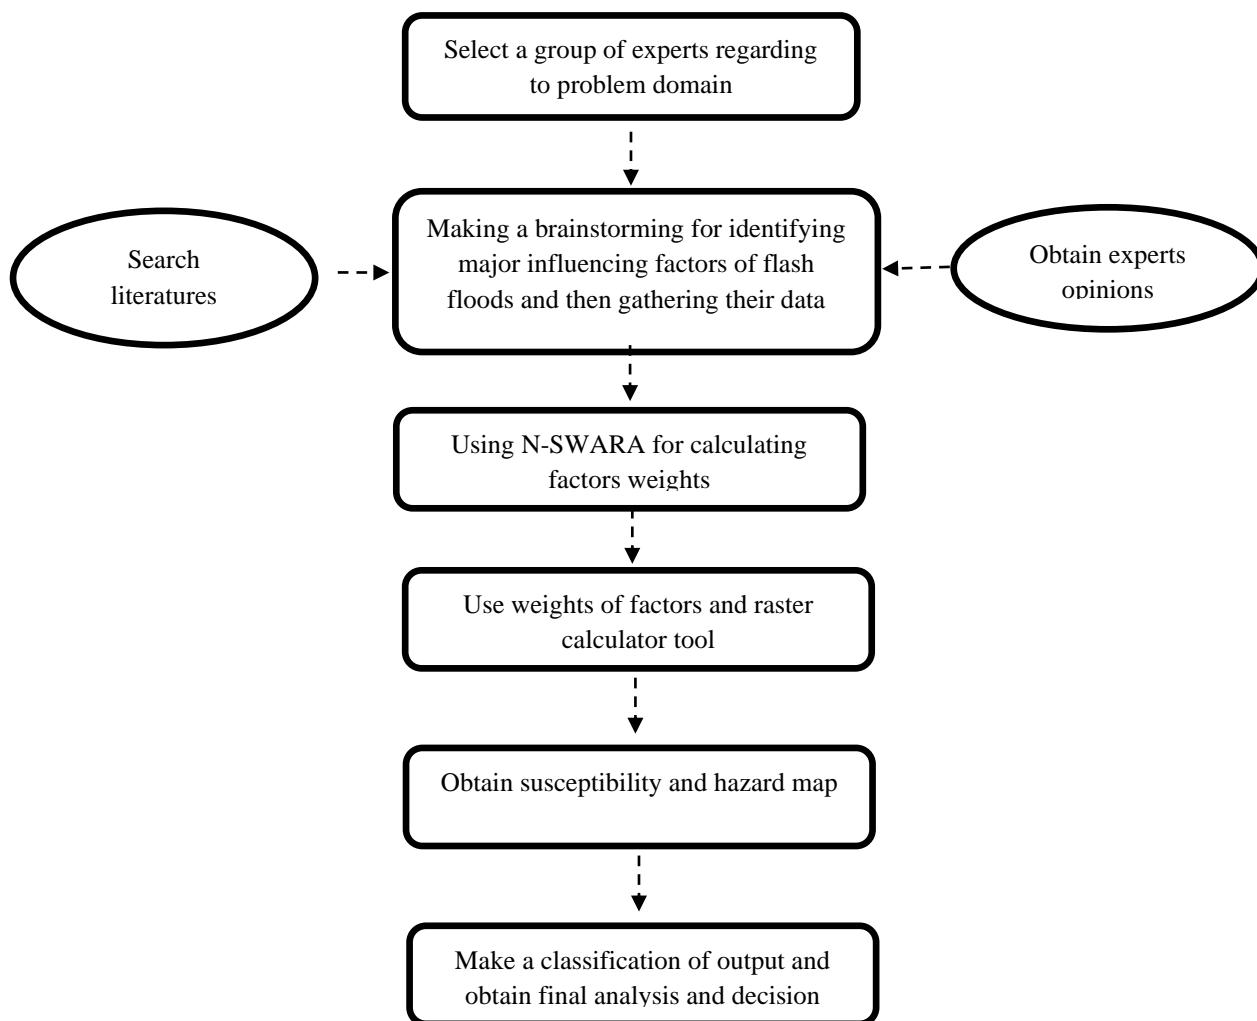 Select a group of experts regarding
to problem domain
Search
literatures
Making a brainstorming for identifying
major influencing factors of flash
floods and then gathering their data
Obtain experts
opinions
Using N-SWARA for calculating
factors weights
Use weights of factors and raster
calculator tool
Obtain susceptibility and hazard map
Make a classification of output and
obtain final analysis and decision